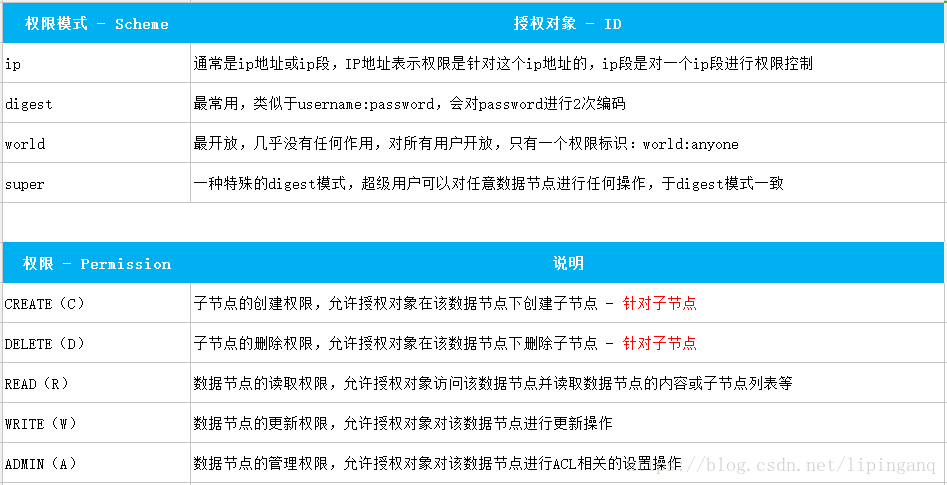 权限模式 - Scheme 授权对象 - ID
ip 通常是ip地址或ip段，IP地址表示权限是针对这个ip地址的，ip段是对一个ip段进行权限控制
digest 最常用，类似于username:password，会对password进行2次编码
world 最开放，几乎没有任何作用，对所有用户开放，只有一个权限标识：world:anyone
super 一种特殊的digest模式，超级用户可以对任意数据节点进行任何操作，于digest模式一致
权限 - Permission 说明
CREATE（C） 子节点的创建权限，允许授权对象在该数据节点下创建子节点 - 针对子节点
DELETE（D） 子节点的删除权限，允许授权对象在该数据节点下删除子节点 - 针对子节点
READ（R） 数据节点的读取权限，允许授权对象访问该数据节点并读取数据节点的内容或子节点列表等
WRITE（W） 数据节点的更新权限，允许授权对象对该数据节点进行更新操作
ADMIN（A） 数据节点的管理权限，允许授权对象对该数据节点进行ACL相关的设置操作
://blog.csdn.net/lipinganq